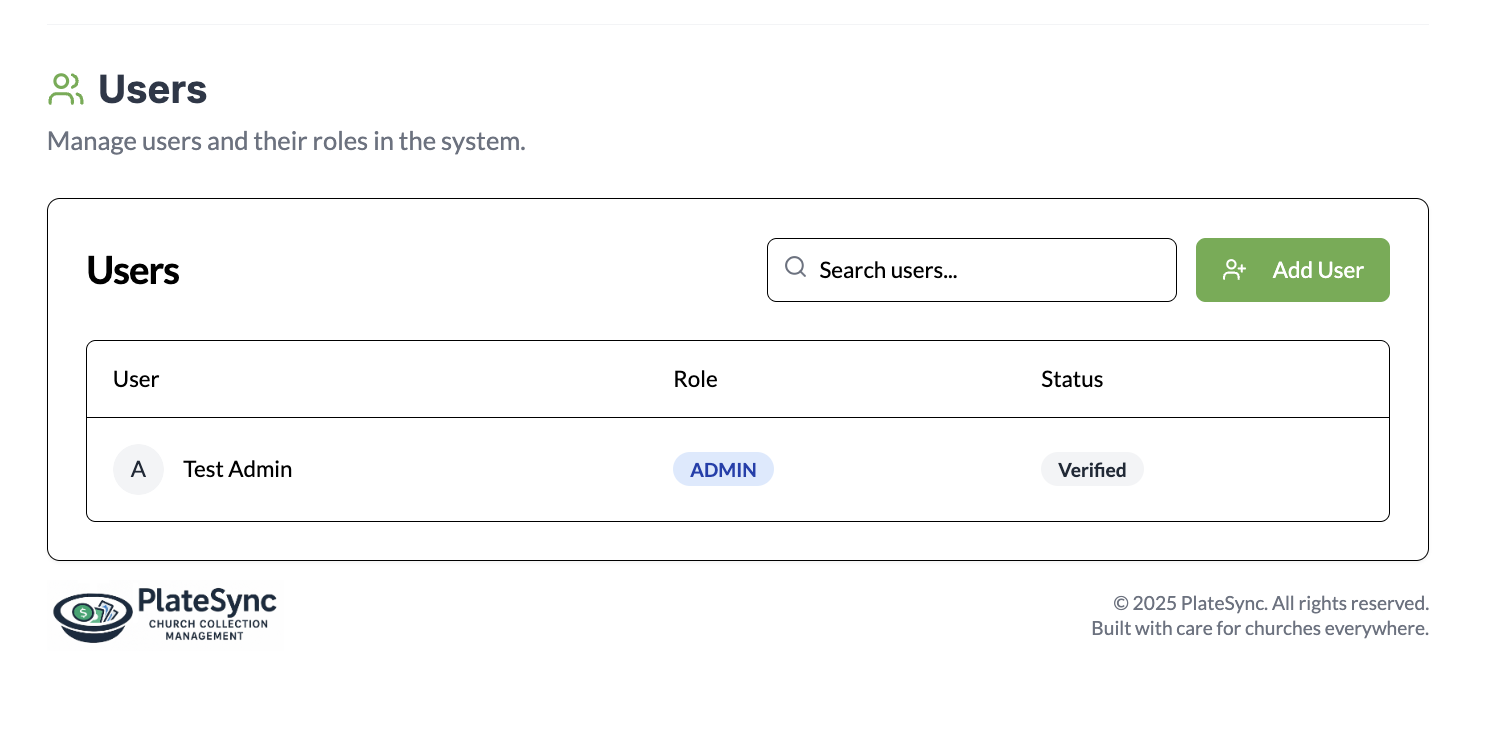 Users
Manage users and their roles in the system.
Users
Search users...
Add User
User Role Status
A Test Admin ADMIN Verified
$
PlateSync
CHURCH COLLECTION
MANAGEMENT
© 2025 PlateSync. All rights reserved.
Built with care for churches everywhere.